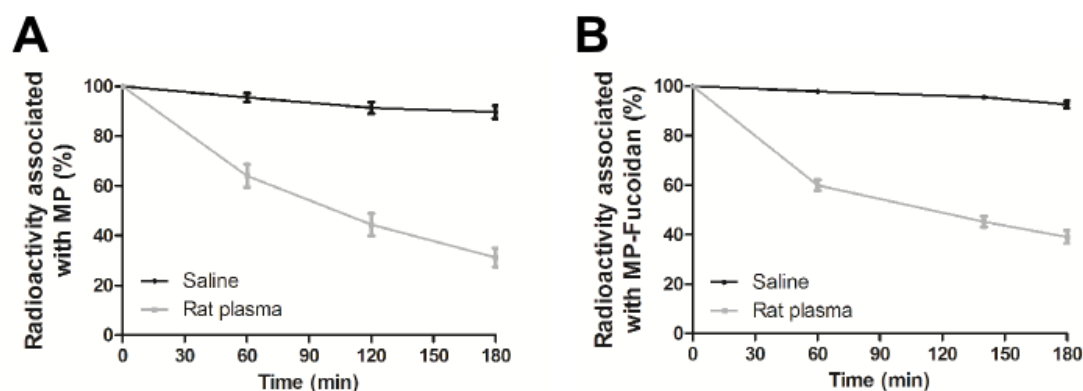 A
Radioactivity associated
with MP (%)
100
80
60
40
20
0
Saline
Rat plasma
0 30 60 90 120 150 180
Time (min)
B
Radioactivity associated
with MP-Fucoidan (%)
100
80
60
40
20
0
Saline
Rat plasma
0 30 60 90 120 150 180
Time (min)